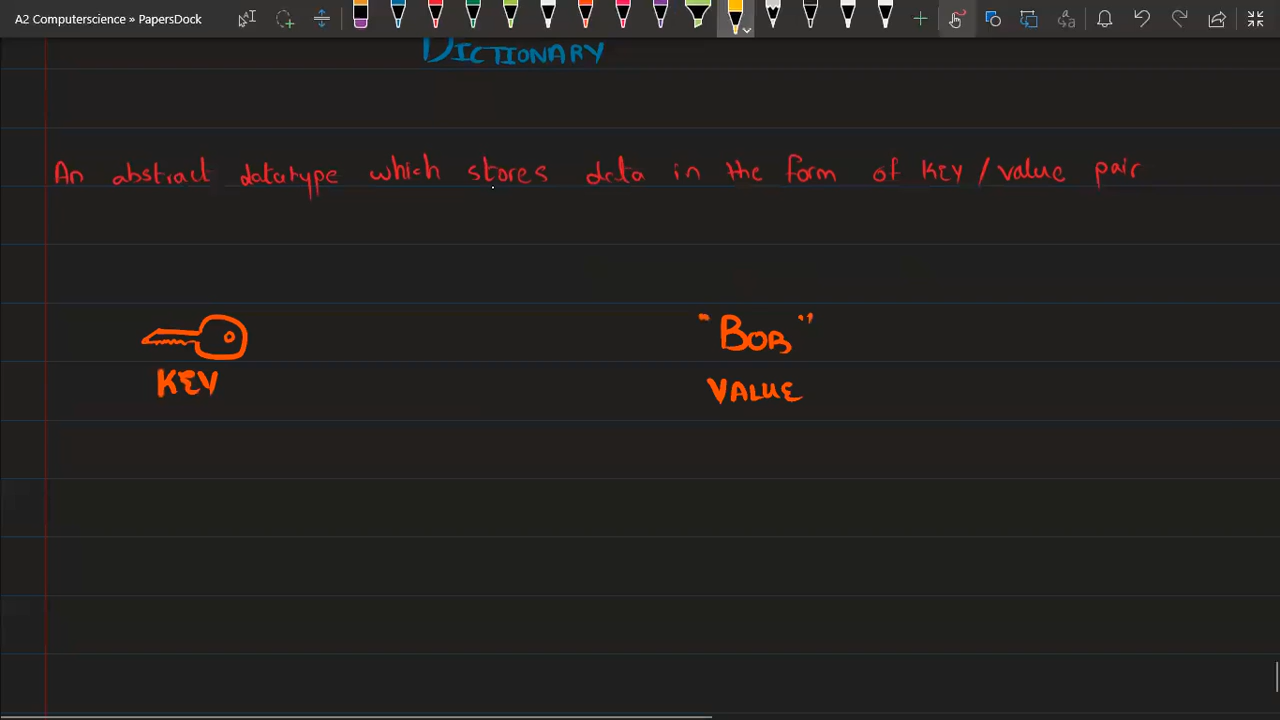 A2 Computerscience » PapersDock
DICTIONARY
An abstract datatype which stores data in the form of KEY / value pair
"BOB"
KEY
VALUE